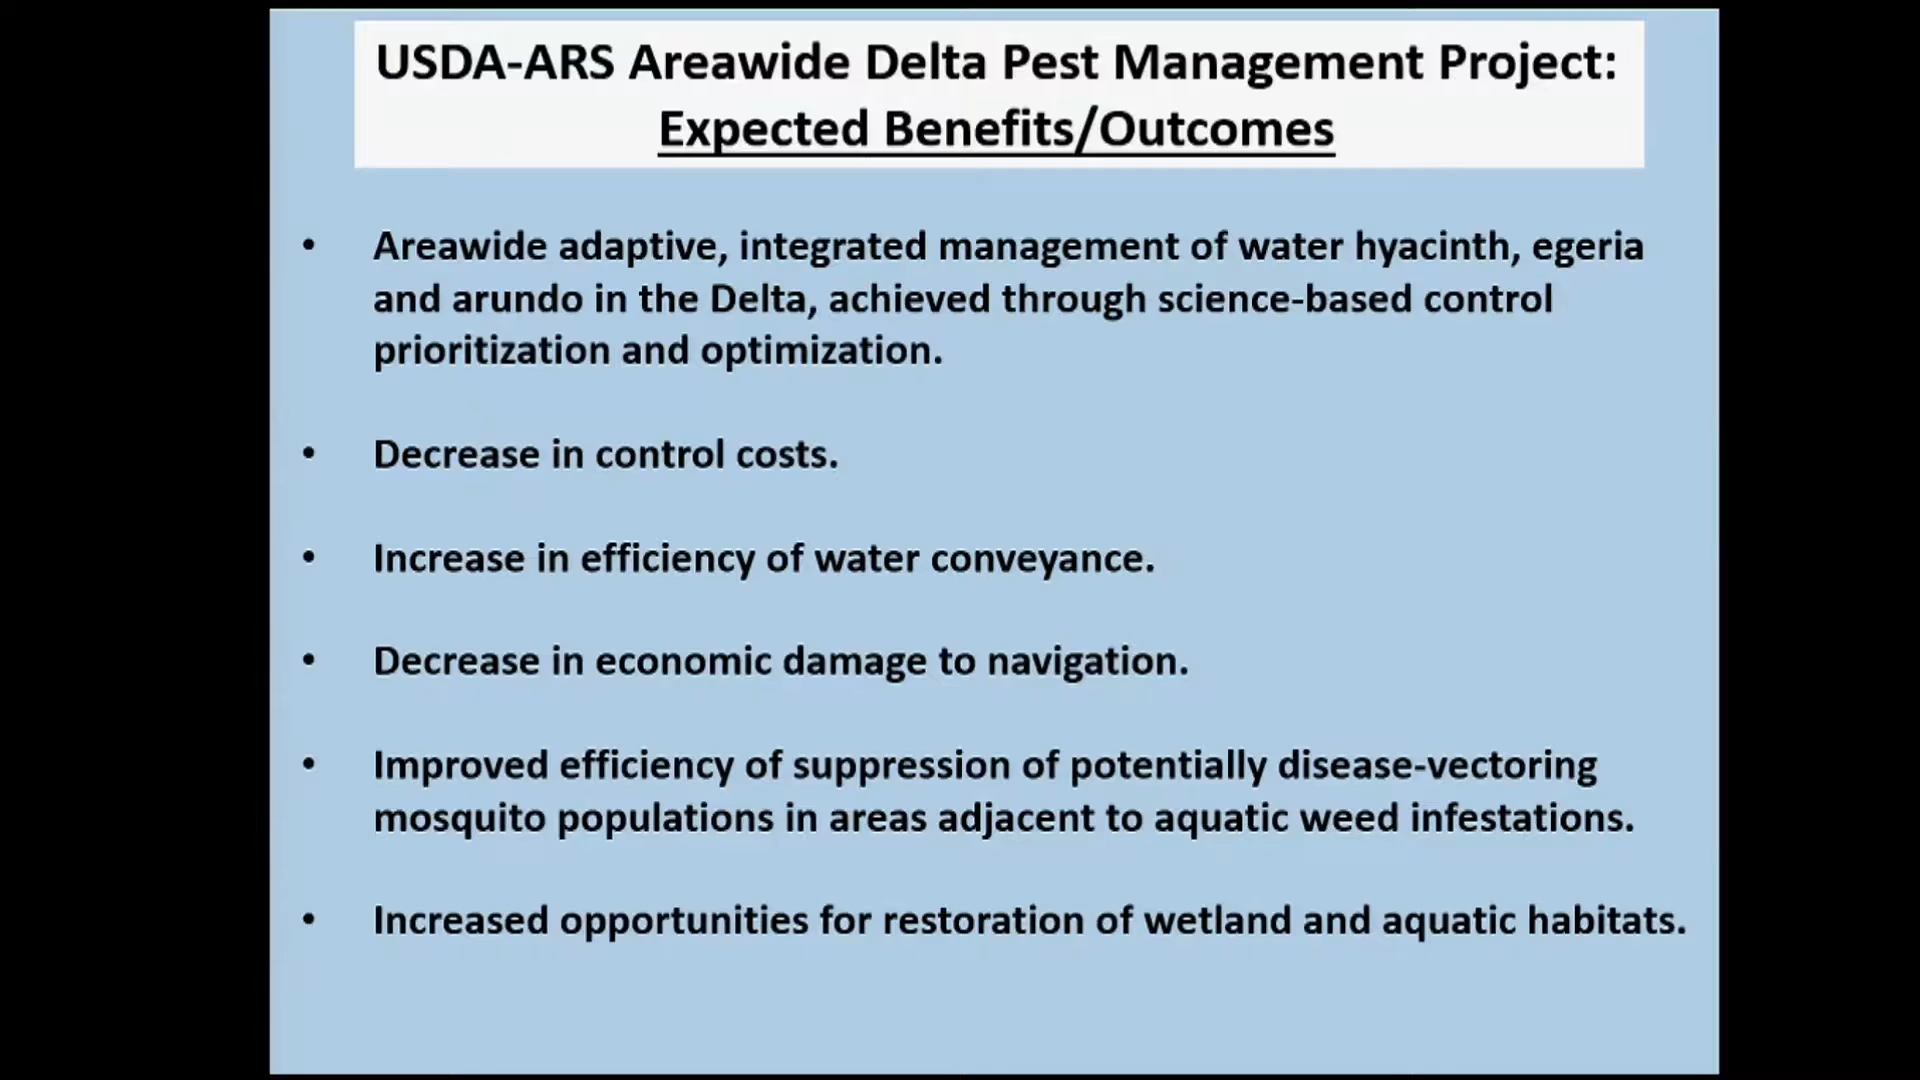 USDA-ARS Areawide Delta Pest Management Project:
Expected Benefits/Outcomes
• Areawide adaptive, integrated management of water hyacinth, egeria
and arundo in the Delta, achieved through science-based control
prioritization and optimization.
• Decrease in control costs.
• Increase in efficiency of water conveyance.
• Decrease in economic damage to navigation.
• Improved efficiency of suppression of potentially disease-vectoring
mosquito populations in areas adjacent to aquatic weed infestations.
• Increased opportunities for restoration of wetland and aquatic habitats.